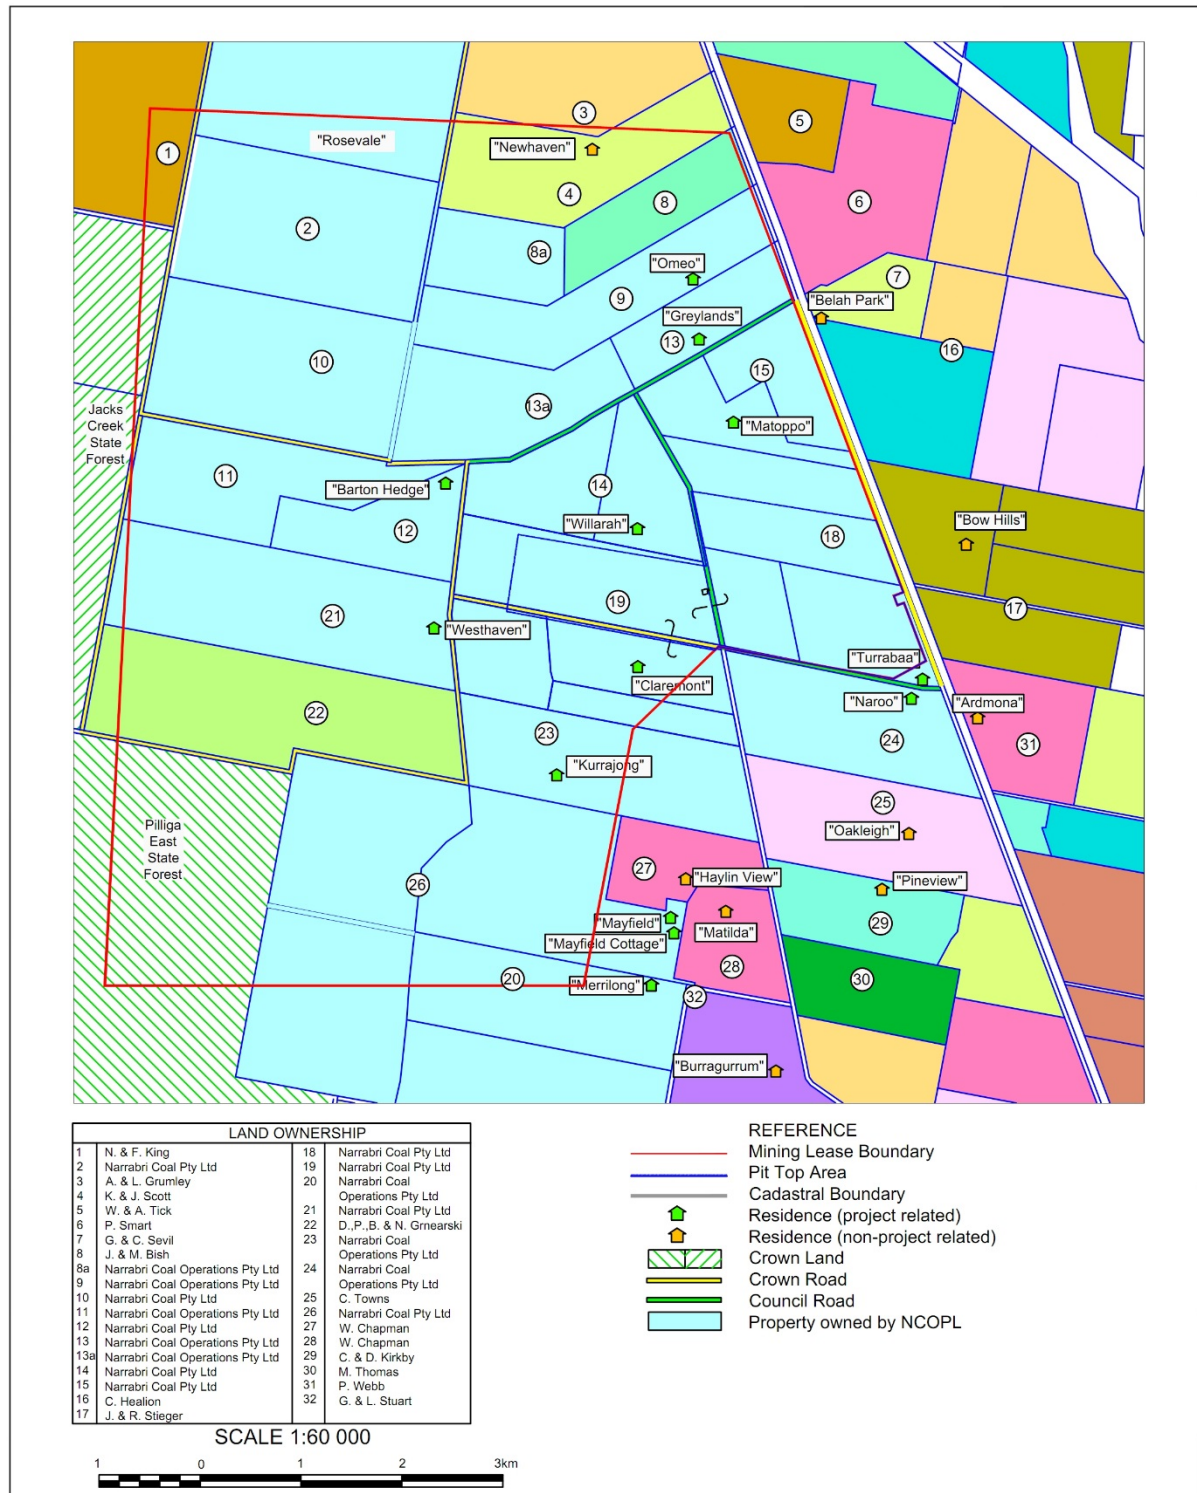 "Rosevale"
3
5
1
"Newhaven"
4
8
6
2
8a
"Omeo"
7
9
"Belah Park"
"Greylands"
13
16
10
15
13a
Jacks
Creek
State
Forest
"Matoppo"
11
"Barton Hedge"
14
12
"Willarah"
18
"Bow Hills"
19
17
21
"Westhaven"
"Turrabaa"
"Claremont"
"Naroo"
"Ardmona"
22
23
24
31
"Kurrajong"
25
Pilliga
East
State
Forest
"Oakleigh"
27
"Haylin View"
26
"Pineview"
"Mayfield"
29
"Matilda"
"Mayfield Cottage"
28
20
"Merrilong"
32
30
"Burragurrum"
LAND OWNERSHIP
1 N. & F. King
2 Narrabri Coal Pty Ltd
3 A. & L. Grumley
4 K. & J. Scott
5 W. & A. Tick
6 P. Smart
7 G. & C. Sevil
8 J. & M. Bish
8a Narrabri Coal Operations Pty Ltd
9 Narrabri Coal Operations Pty Ltd
10 Narrabri Coal Pty Ltd
11 Narrabri Coal Operations Pty Ltd
12 Narrabri Coal Pty Ltd
13 Narrabri Coal Operations Pty Ltd
13a Narrabri Coal Operations Pty Ltd
14 Narrabri Coal Pty Ltd
15 Narrabri Coal Pty Ltd
16 C. Healion
17 J. & R. Stieger
18 Narrabri Coal Pty Ltd
19 Narrabri Coal Pty Ltd
20 Narrabri Coal
Operations Pty Ltd
21 Narrabri Coal Pty Ltd
22 D.,P.,B. & N. Grnearski
23 Narrabri Coal
Operations Pty Ltd
24 Narrabri Coal
Operations Pty Ltd
25 C. Towns
26 Narrabri Coal Pty Ltd
27 W. Chapman
28 W. Chapman
29 C. & D. Kirkby
30 M. Thomas
31 P. Webb
32 G. & L. Stuart
REFERENCE
Mining Lease Boundary
Pit Top Area
Cadastral Boundary
Residence (project related)
Residence (non-project related)
Crown Land
Crown Road
Council Road
Property owned by NCOPL
SCALE 1:60 000
1 0 1 2 3km